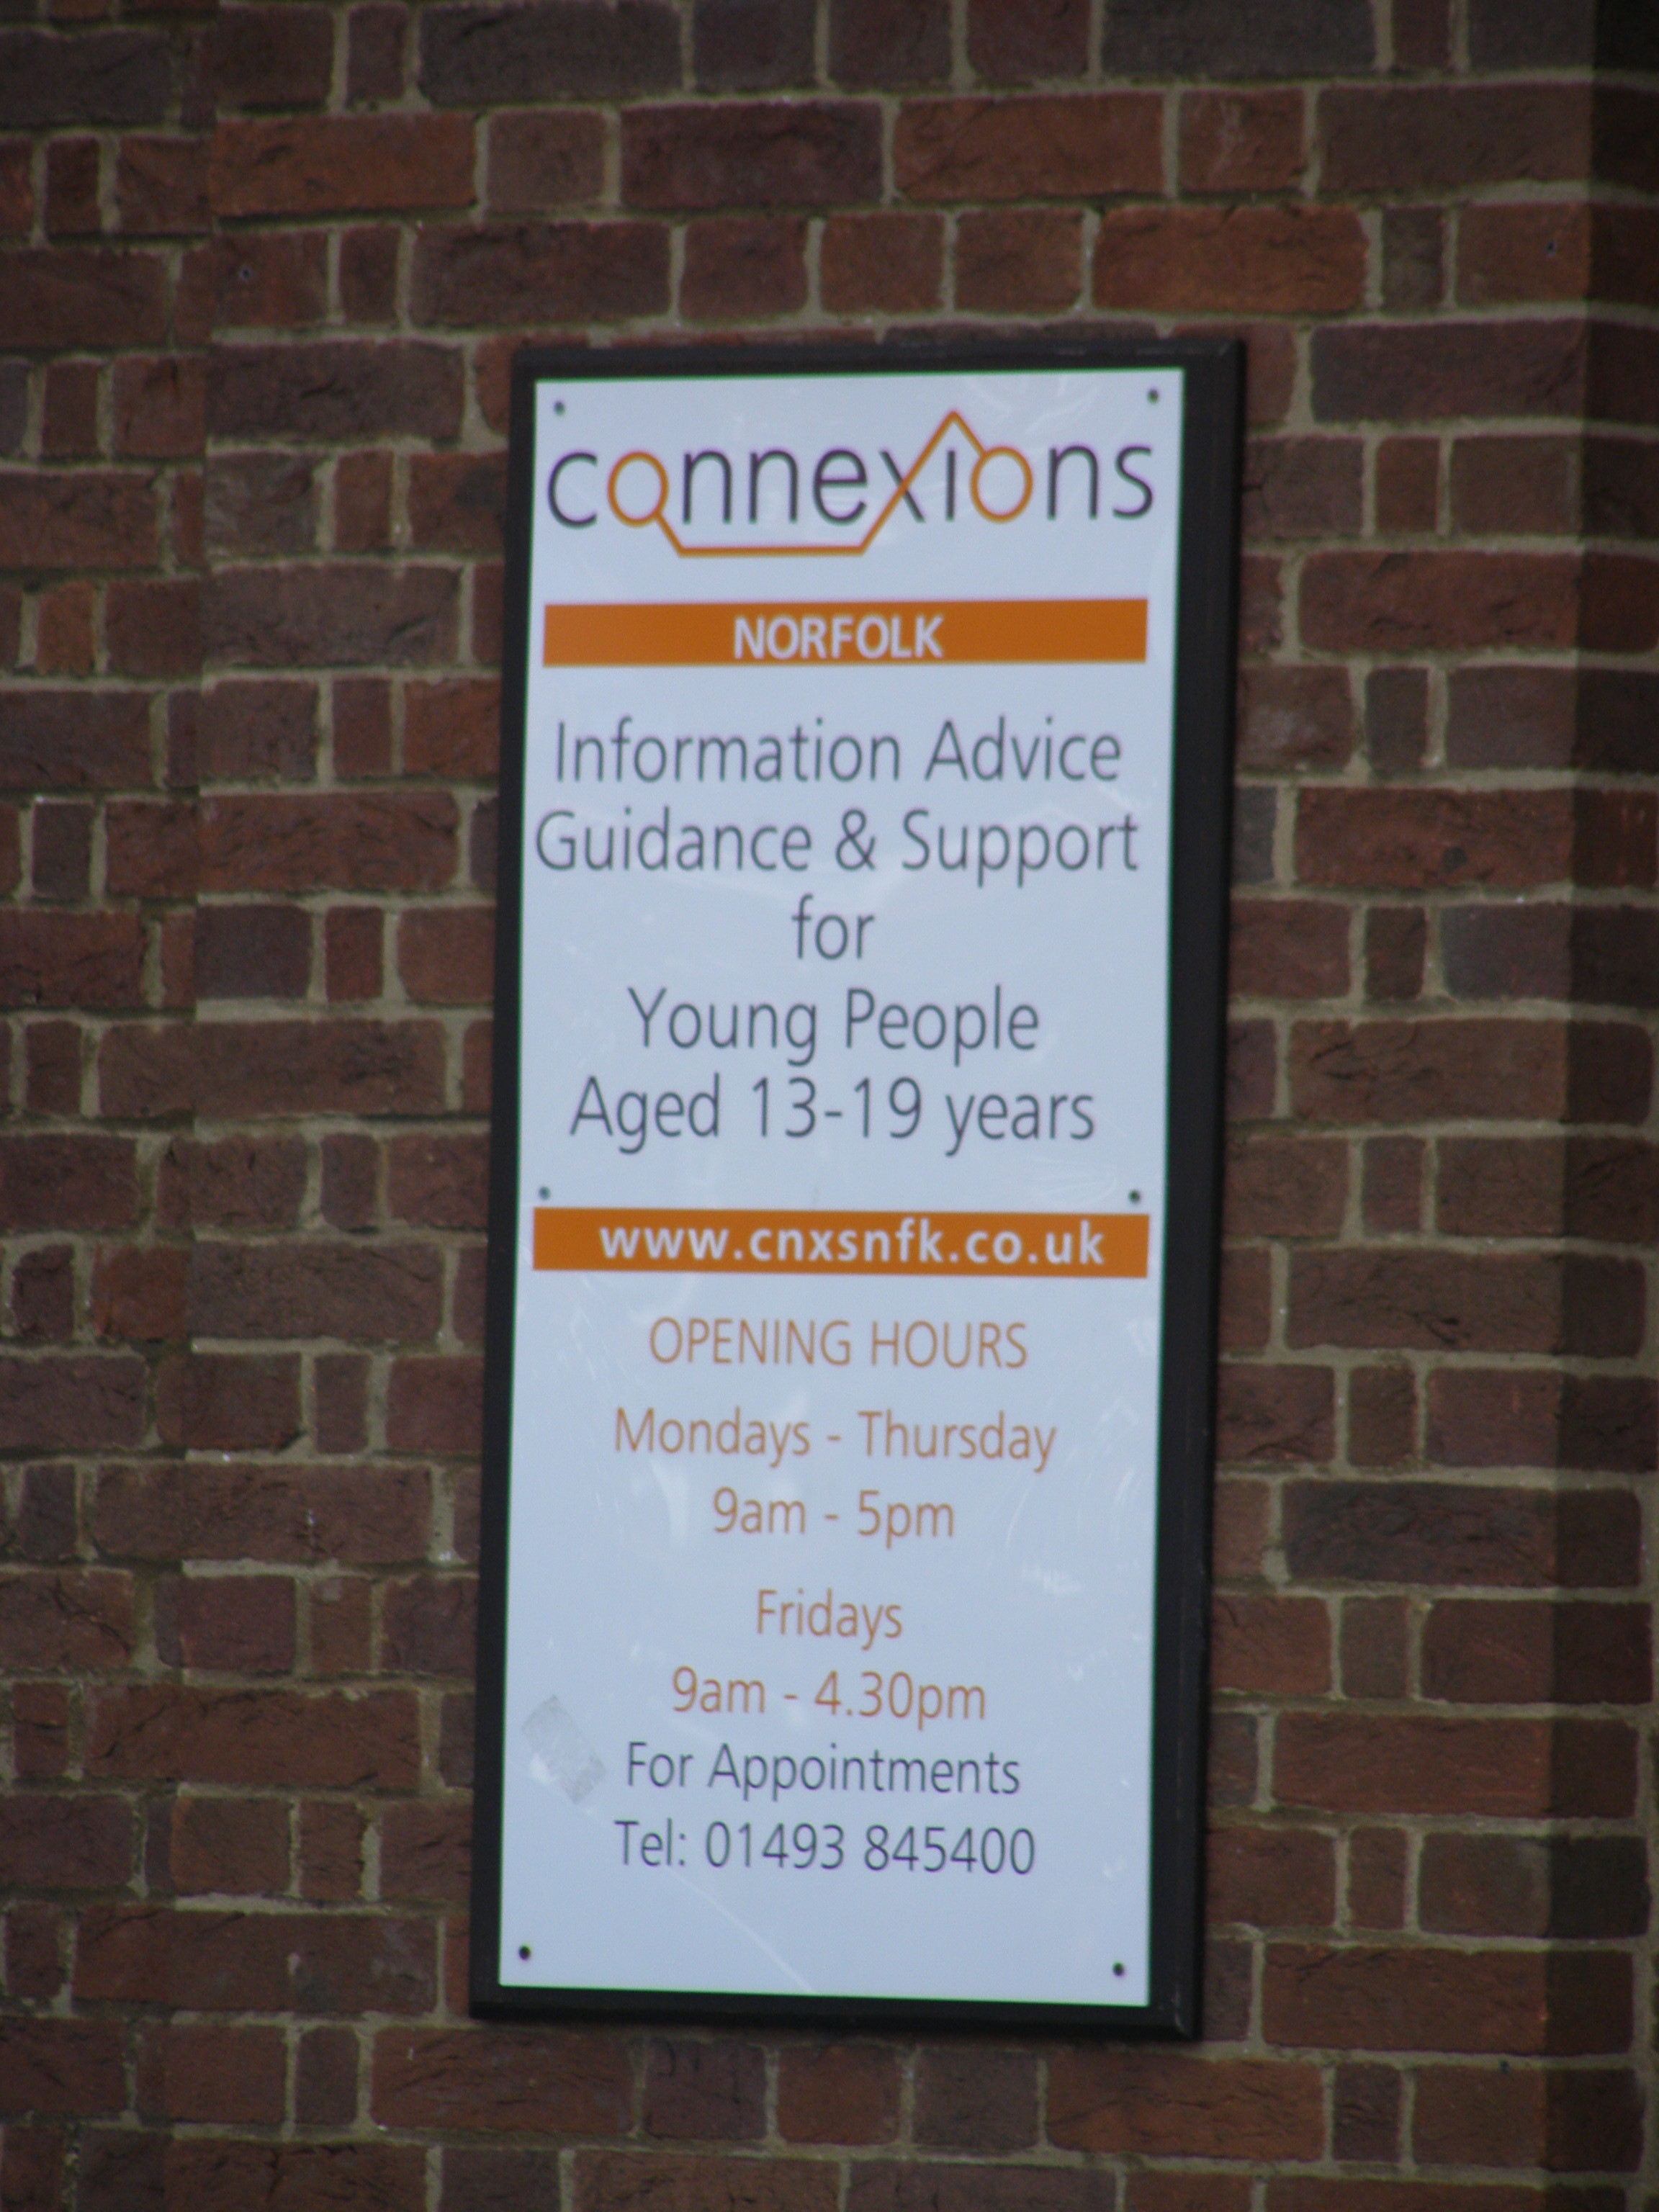 connexions
NORFOLK
Information Advice
Guidance & Support
for
Young People
Aged 13-19 years
www.cnxsnfk.co.uk
OPENING HOURS
Mondays - Thursday
9am - 5pm
Fridays
9am - 4.30pm
For Appointments
Tel: 01493 845400